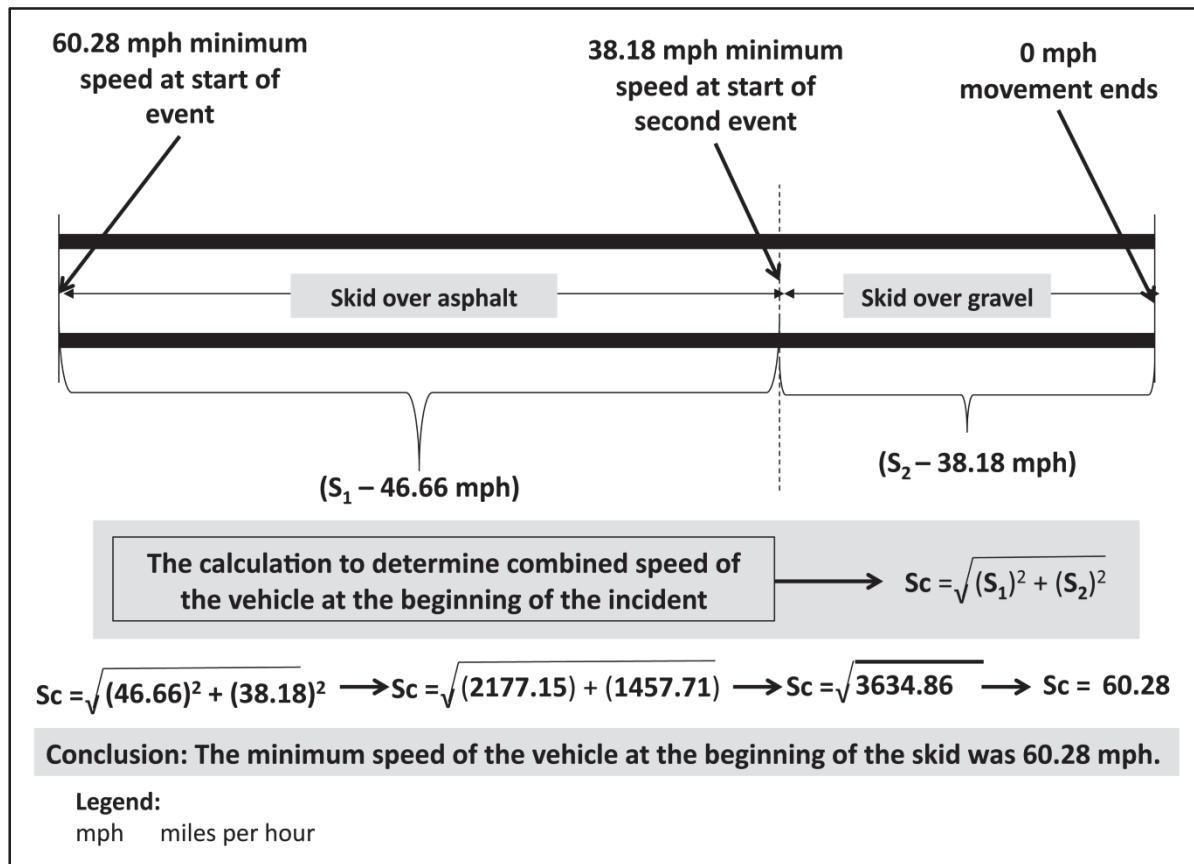 60.28 mph minimum
speed at start of
event
38.18 mph minimum
speed at start of
second event
0 mph
movement ends
Skid over asphalt
Skid over gravel
(S₁ – 46.66 mph)
(S₂ – 38.18 mph)
The calculation to determine combined speed of
the vehicle at the beginning of the incident
Sc = √(S₁)² + (S₂)²
Sc = √(46.66)² + (38.18)²
Sc = √(2177.15) + (1457.71)
Sc = √3634.86
Sc = 60.28
Conclusion: The minimum speed of the vehicle at the beginning of the skid was 60.28 mph.
Legend:
mph miles per hour